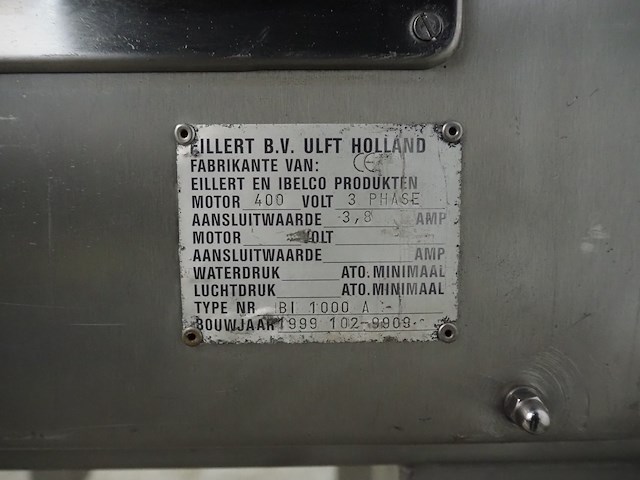 EILLERT B.V. ULFT HOLLAND
FABRIKANTE VAN: CE
EILLERT EN IBELCO PRODUKTEN
MOTOR 400 VOLT 3 PHASE
AANSLUITWAARDE 3,8 AMP
MOTOR VOLT
AANSLUITWAARDE AMP
WATERDRUK ATO. MINIMAAL
LUCHTDRUK ATO. MINIMAAL
TYPE NR. BI 1000 A
BOUWJAAR 1999 102-9909